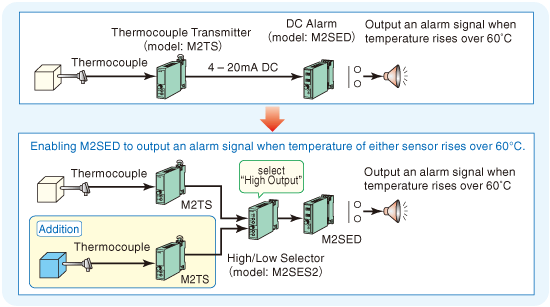 Thermocouple Transmitter
(model: M2TS)
DC Alarm
(model: M2SED)
Output an alarm signal when
temperature rises over 60˚C
Thermocouple
4 – 20mA DC
Enabling M2SED to output an alarm signal when temperature of either sensor rises over 60°C.
Thermocouple
M2TS
select
“High Output”
Output an alarm signal when
temperature rises over 60˚C
M2SED
Addition
Thermocouple
M2TS
High/Low Selector
(model: M2SES2)